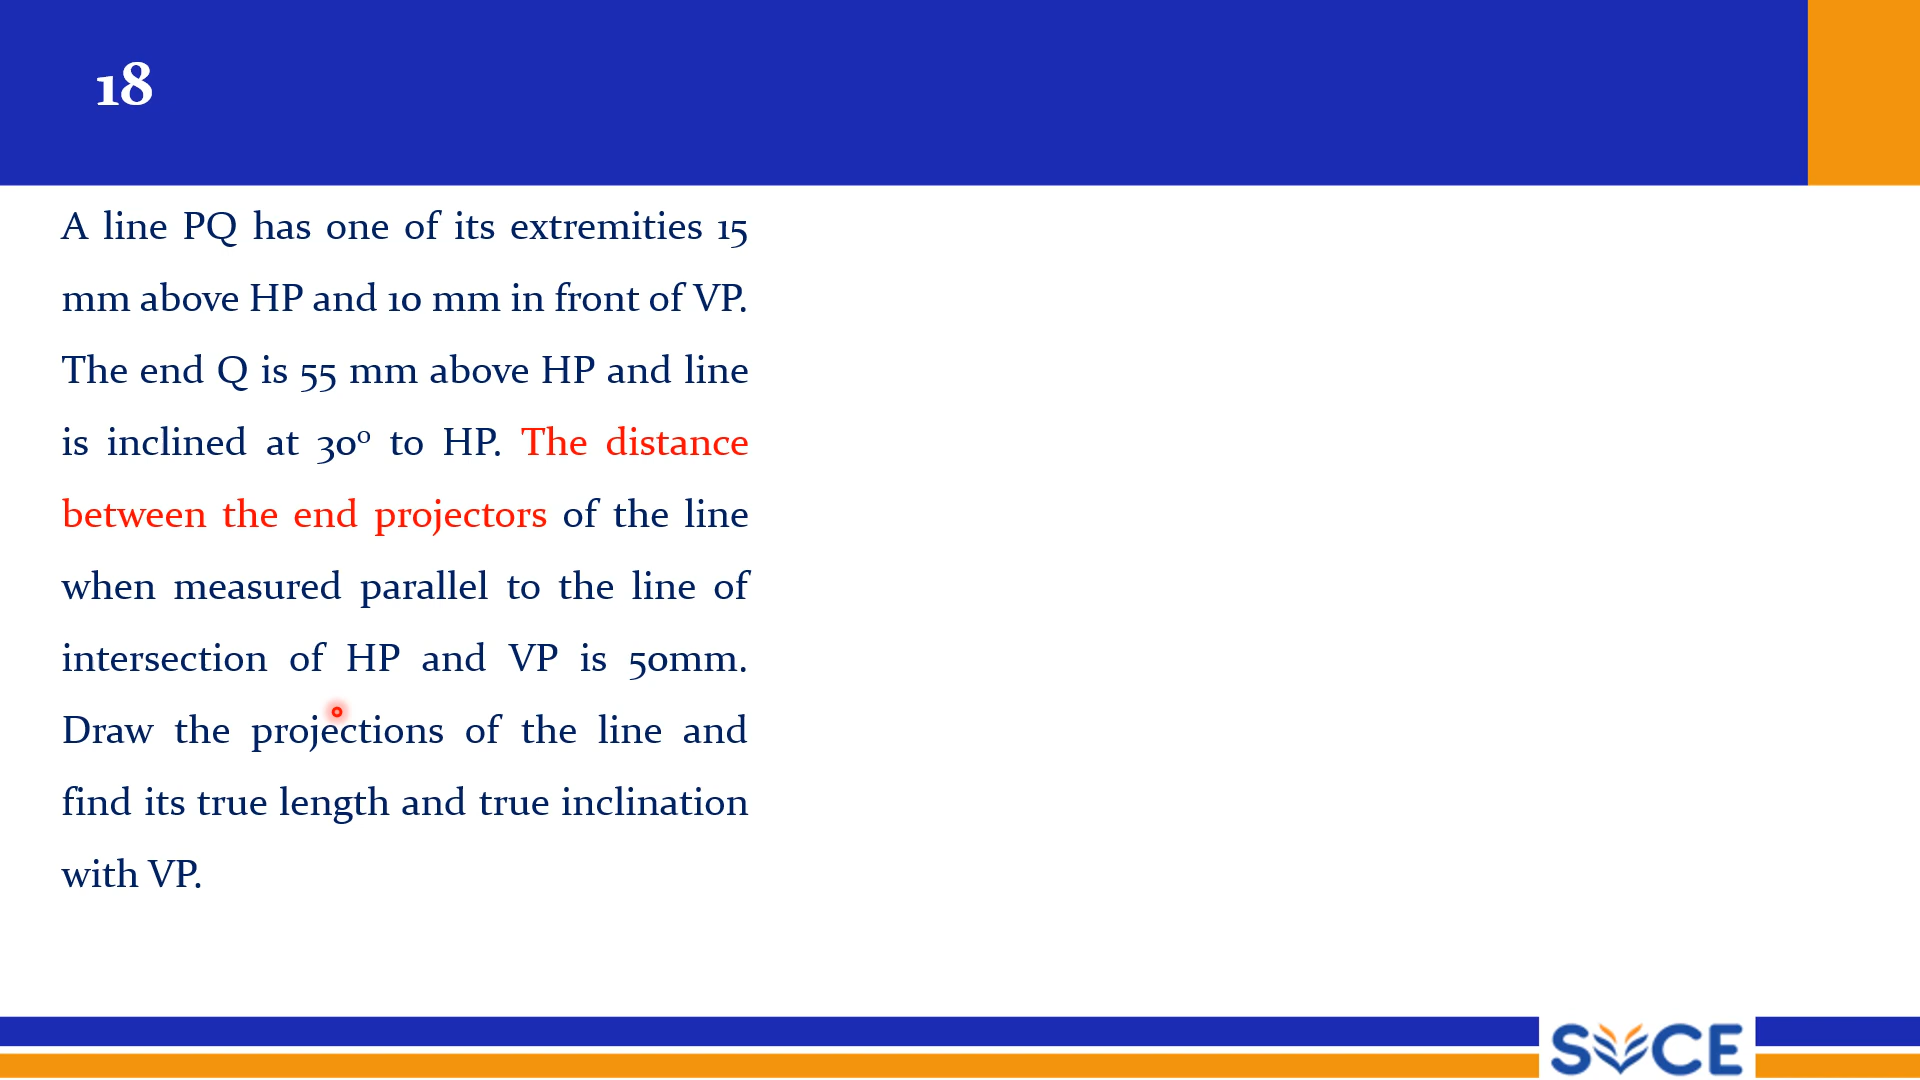 18
A line PQ has one of its extremities 15
mm above HP and 10 mm in front of VP.
The end Q is 55 mm above HP and line
is inclined at 30⁰ to HP. The distance
between the end projectors of the line
when measured parallel to the line of
intersection of HP and VP is 50mm.
Draw the projections of the line and
find its true length and true inclination
with VP.
SVCE